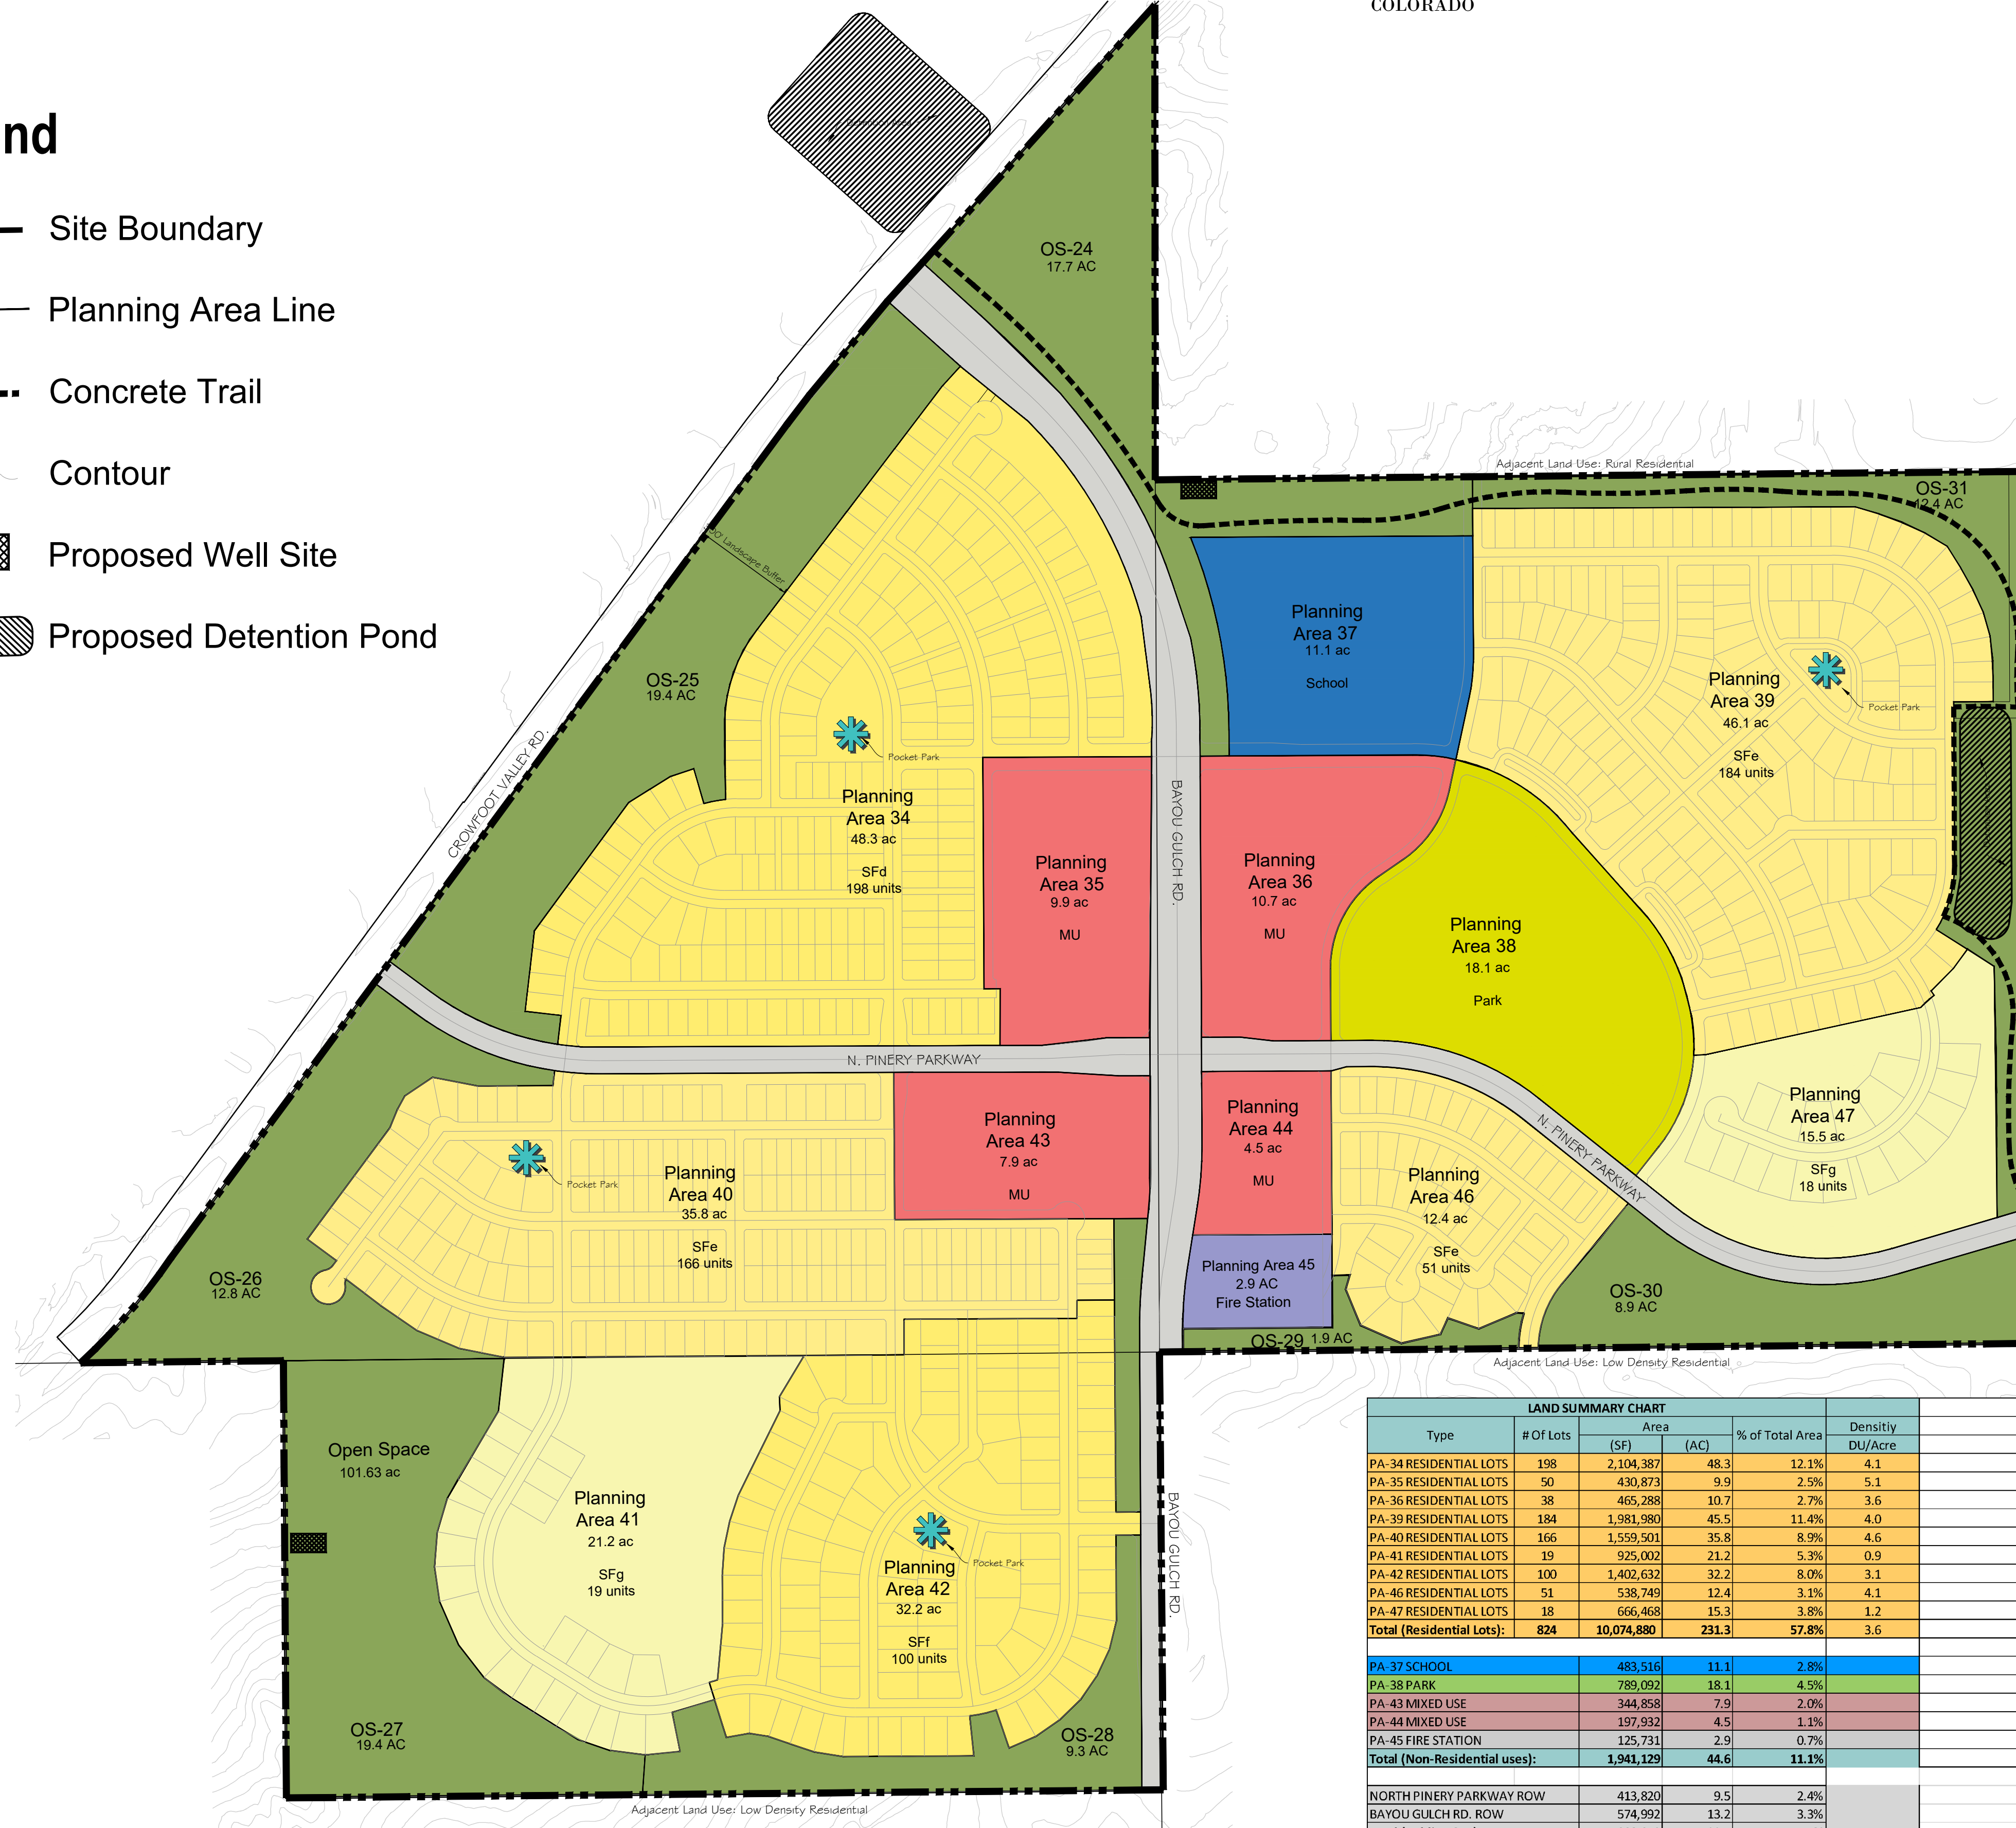 COLORADO
nd
Site Boundary
Planning Area Line
Concrete Trail
Contour
Proposed Well Site
Proposed Detention Pond
OS-24
17.7 AC
Adjacent Land Use: Rural Residential
OS-31
12.4 AC
Landscape Buffer
OS-25
19.4 AC
CROWFOOT VALLEY RD.
Pocket Park
Planning
Area 34
48.3 ac
SFd
198 units
Planning
Area 35
9.9 ac
MU
BAYOU GULCH RD.
Planning
Area 37
11.1 ac
School
Planning
Area 36
10.7 ac
MU
Planning
Area 38
18.1 ac
Park
Planning
Area 39
46.1 ac
SFe
184 units
Pocket Park
N. PINERY PARKWAY
Pocket Park
Planning
Area 40
35.8 ac
SFe
166 units
Planning
Area 43
7.9 ac
MU
Planning
Area 44
4.5 ac
MU
Planning Area 45
2.9 AC
Fire Station
Planning
Area 46
12.4 ac
SFe
51 units
N. PINERY PARKWAY
Planning
Area 47
15.5 ac
SFg
18 units
OS-26
12.8 AC
OS-29 1.9 AC
OS-30
8.9 AC
Adjacent Land Use: Low Density Residential
Open Space
101.63 ac
Planning
Area 41
21.2 ac
SFg
19 units
Pocket Park
Planning
Area 42
32.2 ac
SFf
100 units
BAYOU GULCH RD.
OS-27
19.4 AC
OS-28
9.3 AC
Adjacent Land Use: Low Density Residential
LAND SUMMARY CHART
Type # Of Lots Area % of Total Area Densitiy
(SF) (AC) DU/Acre
PA-34 RESIDENTIAL LOTS 198 2,104,387 48.3 12.1% 4.1
PA-35 RESIDENTIAL LOTS 50 430,873 9.9 2.5% 5.1
PA-36 RESIDENTIAL LOTS 38 465,288 10.7 2.7% 3.6
PA-39 RESIDENTIAL LOTS 184 1,981,980 45.5 11.4% 4.0
PA-40 RESIDENTIAL LOTS 166 1,559,501 35.8 8.9% 4.6
PA-41 RESIDENTIAL LOTS 19 925,002 21.2 5.3% 0.9
PA-42 RESIDENTIAL LOTS 100 1,402,632 32.2 8.0% 3.1
PA-46 RESIDENTIAL LOTS 51 538,749 12.4 3.1% 4.1
PA-47 RESIDENTIAL LOTS 18 666,468 15.3 3.8% 1.2
Total (Residential Lots): 824 10,074,880 231.3 57.8% 3.6
PA-37 SCHOOL 483,516 11.1 2.8%
PA-38 PARK 789,092 18.1 4.5%
PA-43 MIXED USE 344,858 7.9 2.0%
PA-44 MIXED USE 197,932 4.5 1.1%
PA-45 FIRE STATION 125,731 2.9 0.7%
Total (Non-Residential uses): 1,941,129 44.6 11.1%
NORTH PINERY PARKWAY ROW 413,820 9.5 2.4%
BAYOU GULCH RD. ROW 574,992 13.2 3.3%